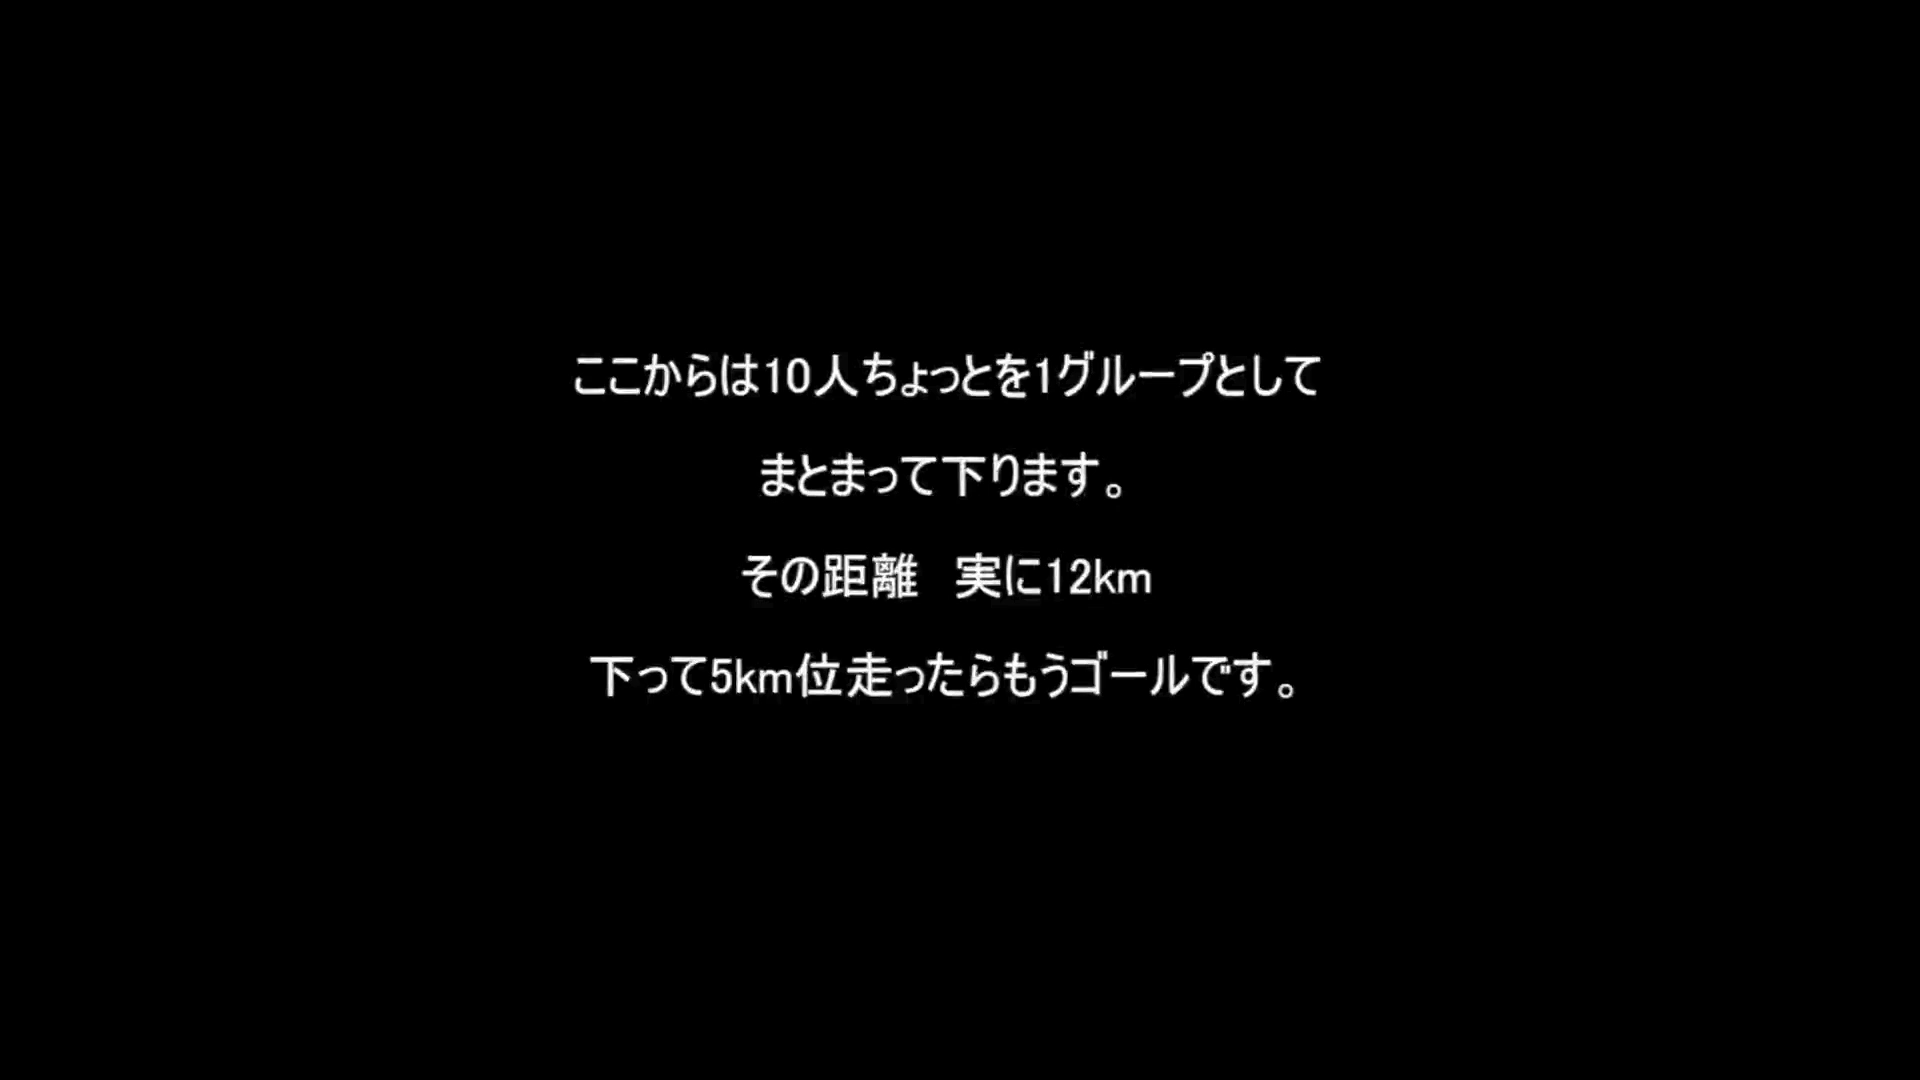 ここからは10人ちょっとを1グループとして
まとまって下ります。
その距離　実に12km
下って5km位走ったらもうゴールです。